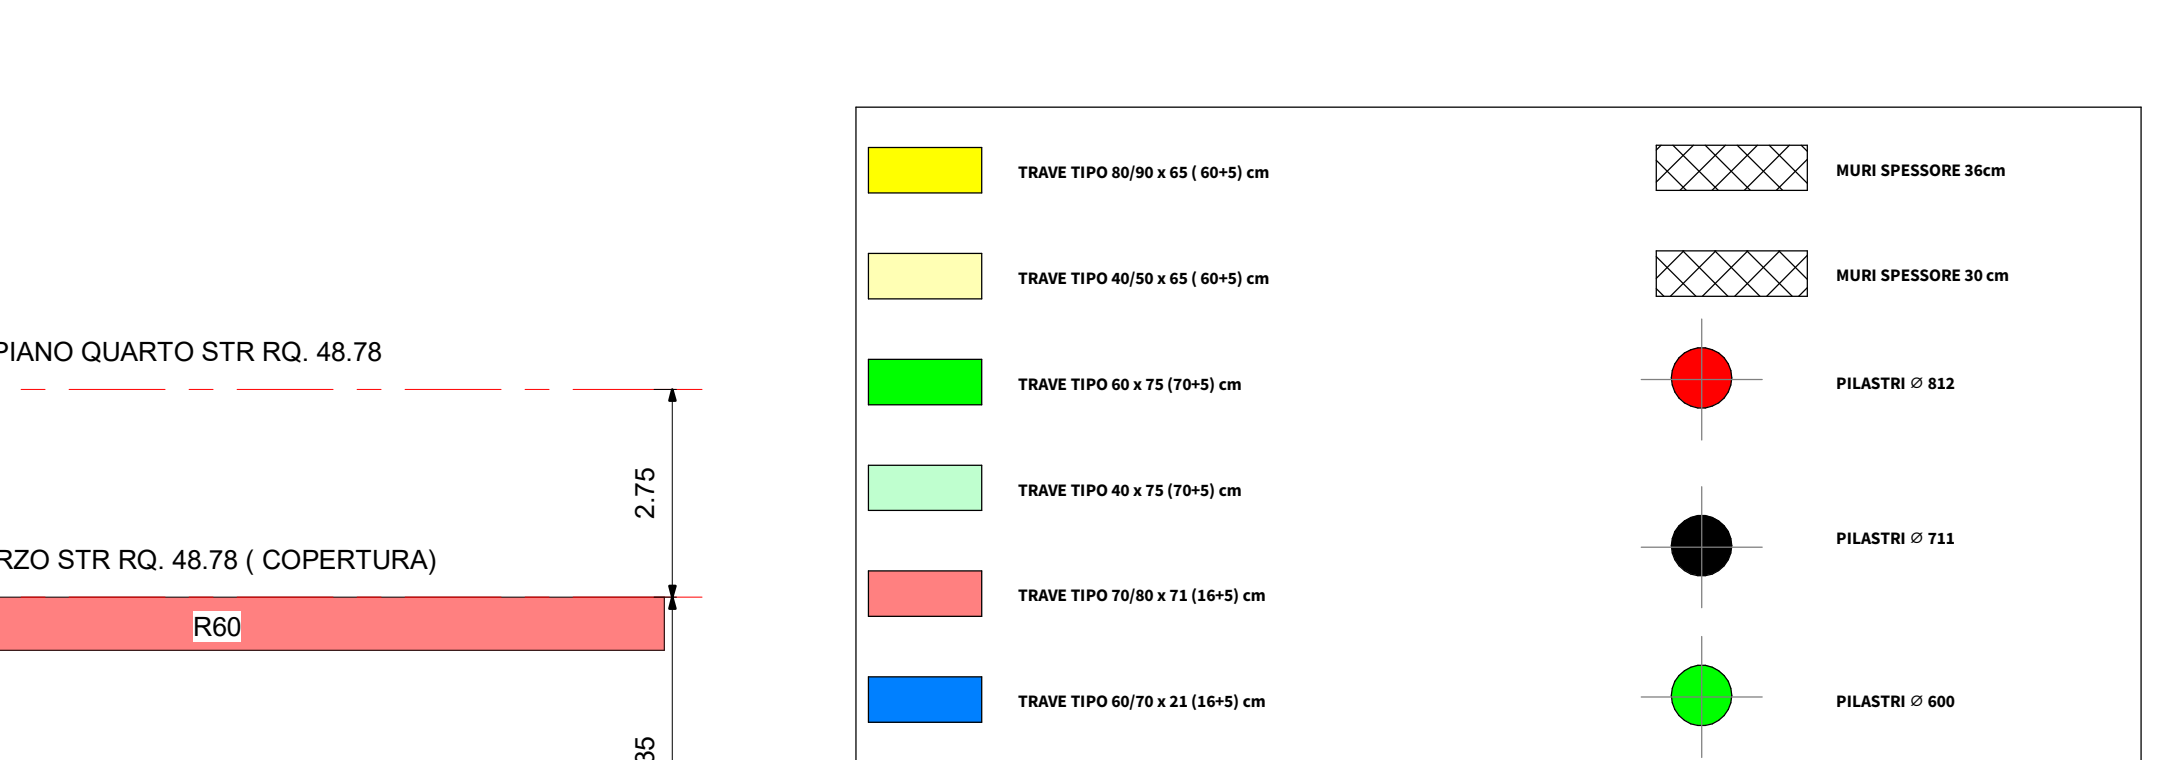 PIANO QUARTO STR RQ. 48.78
2.75
RZO STR RQ. 48.78 ( COPERTURA)
R60
TRAVE TIPO 80/90 x 65 ( 60+5) cm
TRAVE TIPO 40/50 x 65 ( 60+5) cm
TRAVE TIPO 60 x 75 (70+5) cm
TRAVE TIPO 40 x 75 (70+5) cm
TRAVE TIPO 70/80 x 71 (16+5) cm
TRAVE TIPO 60/70 x 21 (16+5) cm
MURI SPESSORE 36cm
MURI SPESSORE 30 cm
PILASTRI ∅ 812
PILASTRI ∅ 711
PILASTRI ∅ 600